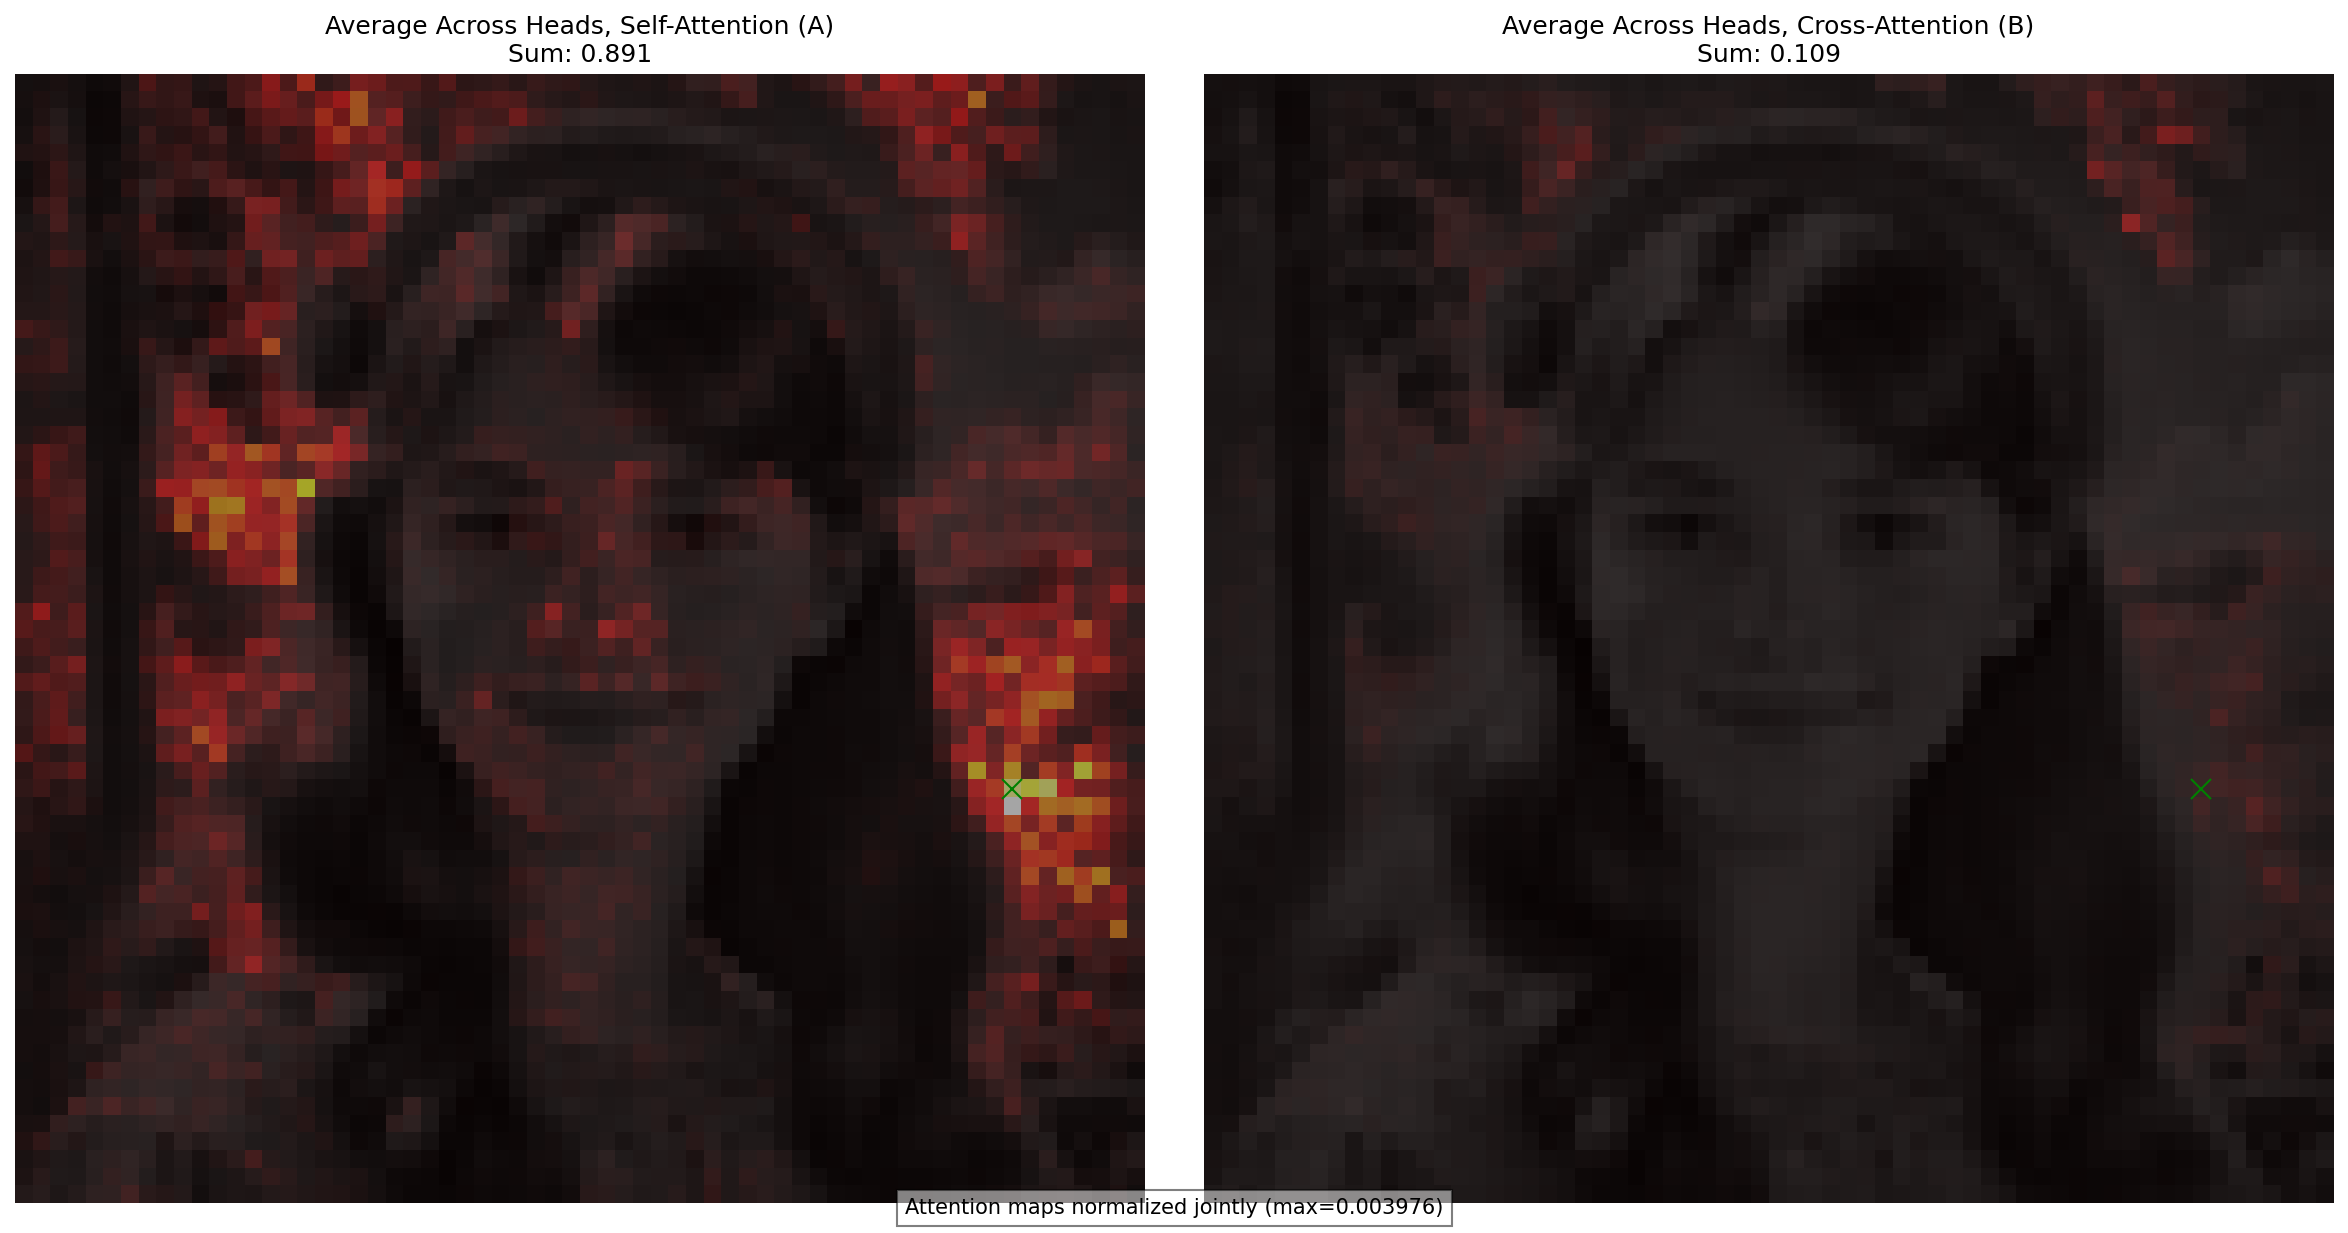 Average Across Heads, Self-Attention (A)
Sum: 0.891
Average Across Heads, Cross-Attention (B)
Sum: 0.109
Attention maps normalized jointly (max=0.003976)